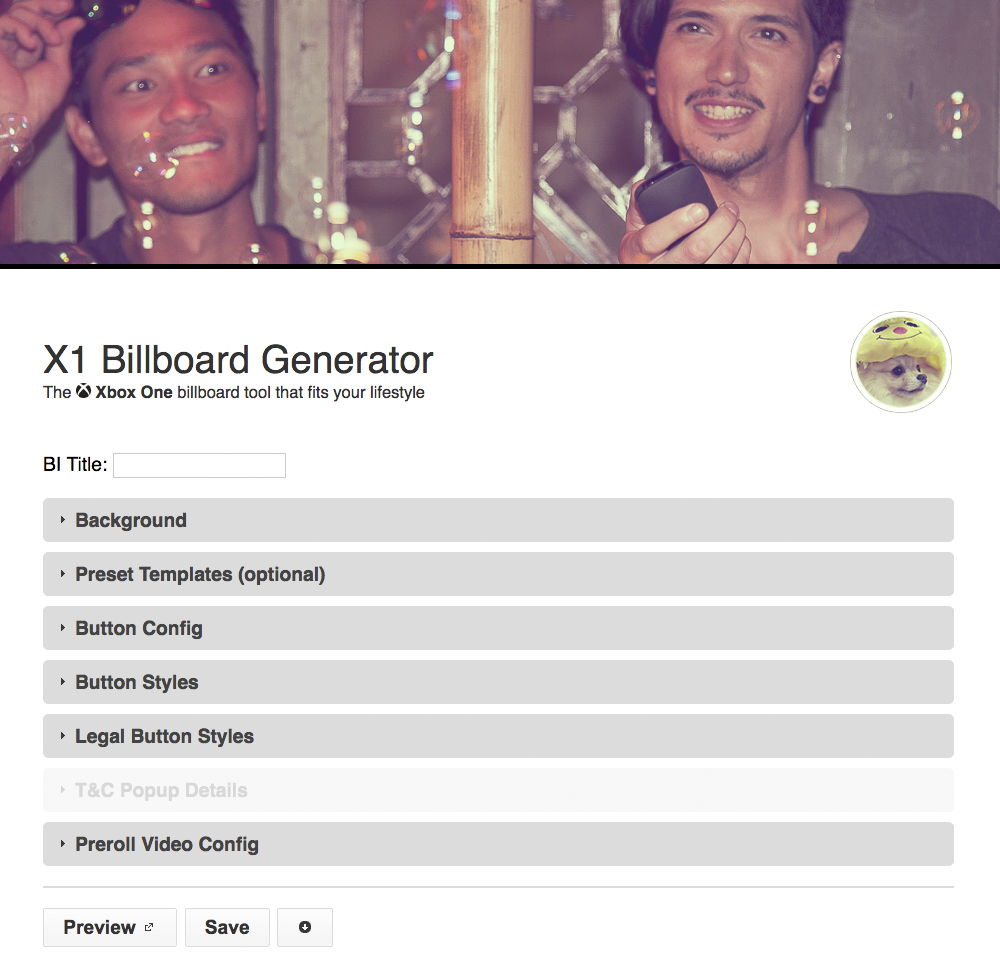 X1 Billboard Generator
The Xbox One billboard tool that fits your lifestyle
BI Title:
Background
Preset Templates (optional)
Button Config
Button Styles
Legal Button Styles
T&C Popup Details
Preroll Video Config
Preview Save